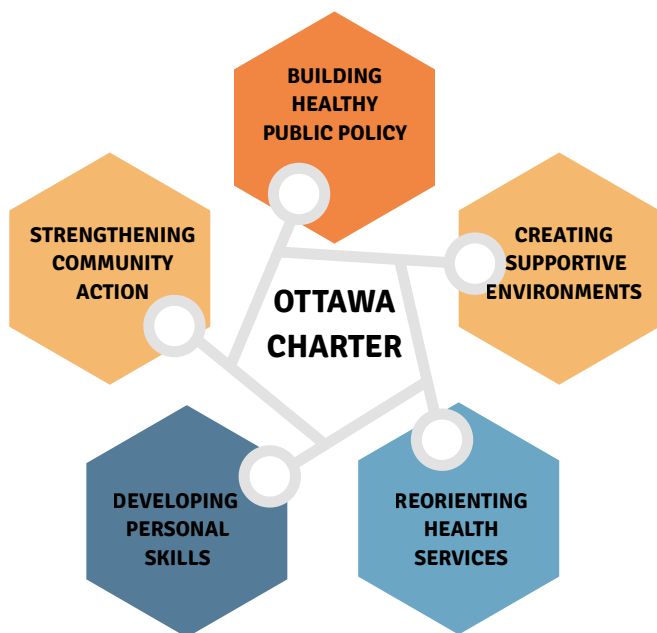 BUILDING
HEALTHY
PUBLIC POLICY
STRENGTHENING
COMMUNITY
ACTION
CREATING
SUPPORTIVE
ENVIRONMENTS
OTTAWA
CHARTER
DEVELOPING
PERSONAL
SKILLS
REORIENTING
HEALTH
SERVICES